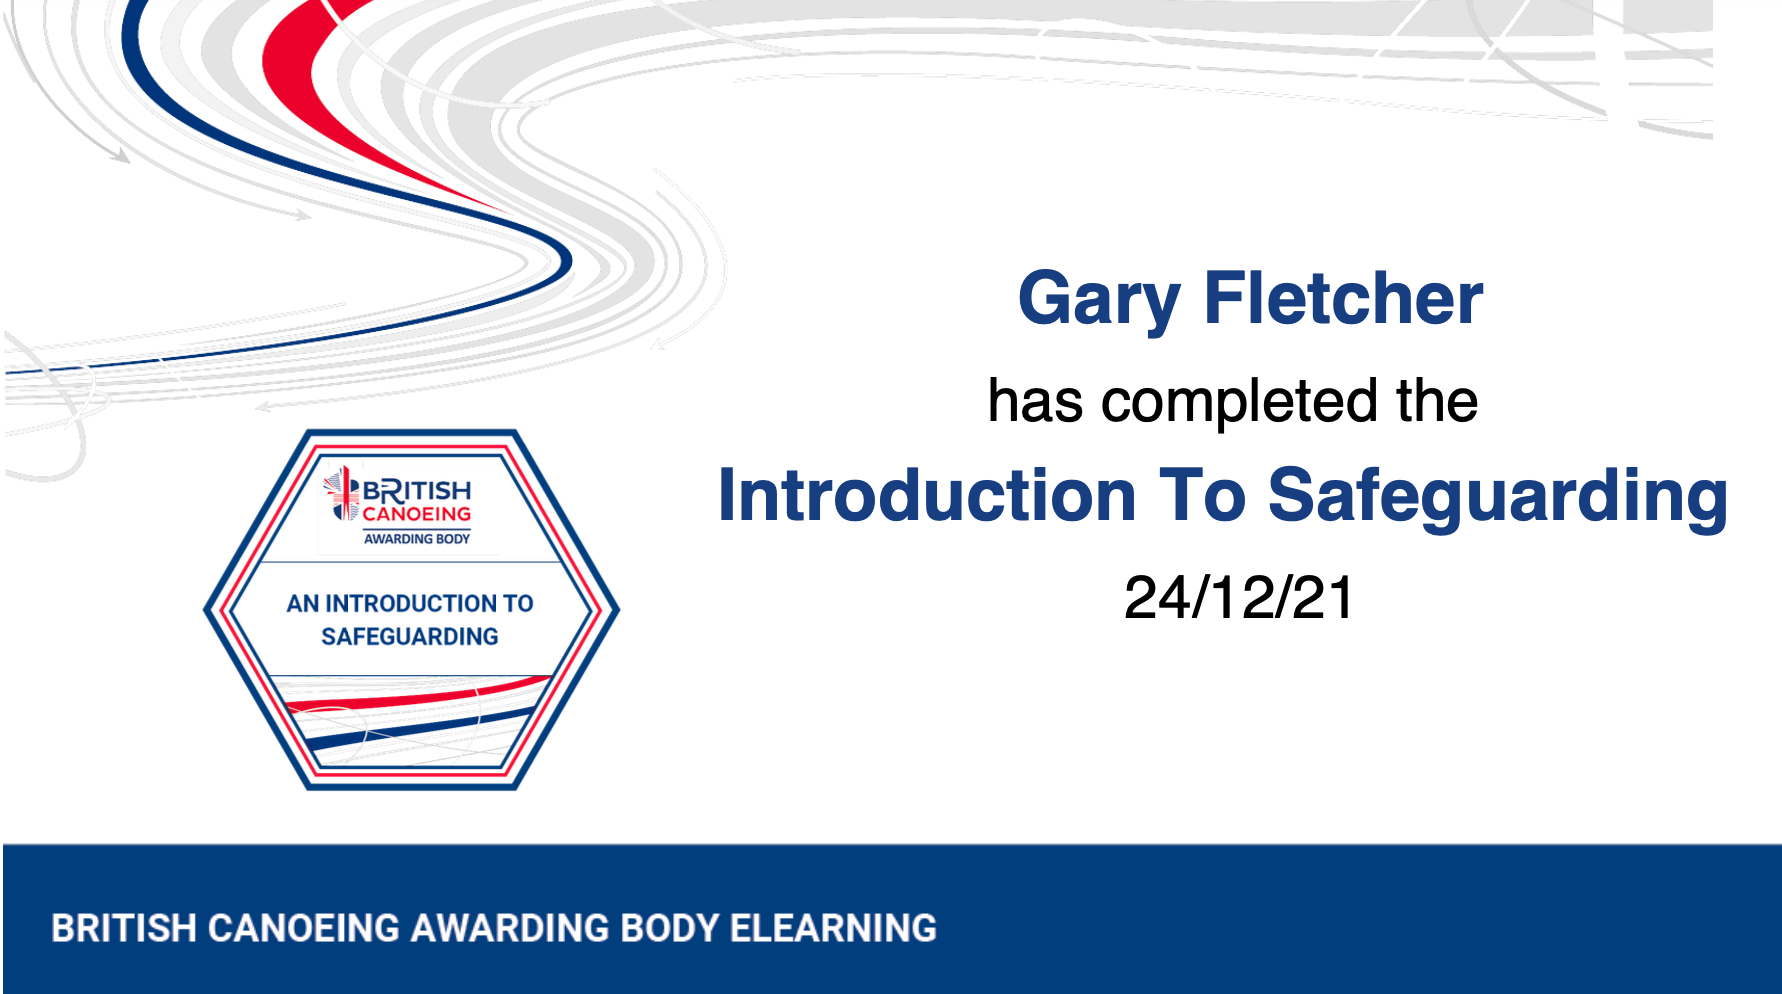 Gary Fletcher
has completed the
Introduction To Safeguarding
24/12/21
BRITISH
CANOEING
AWARDING BODY
AN INTRODUCTION TO
SAFEGUARDING
BRITISH CANOEING AWARDING BODY ELEARNING